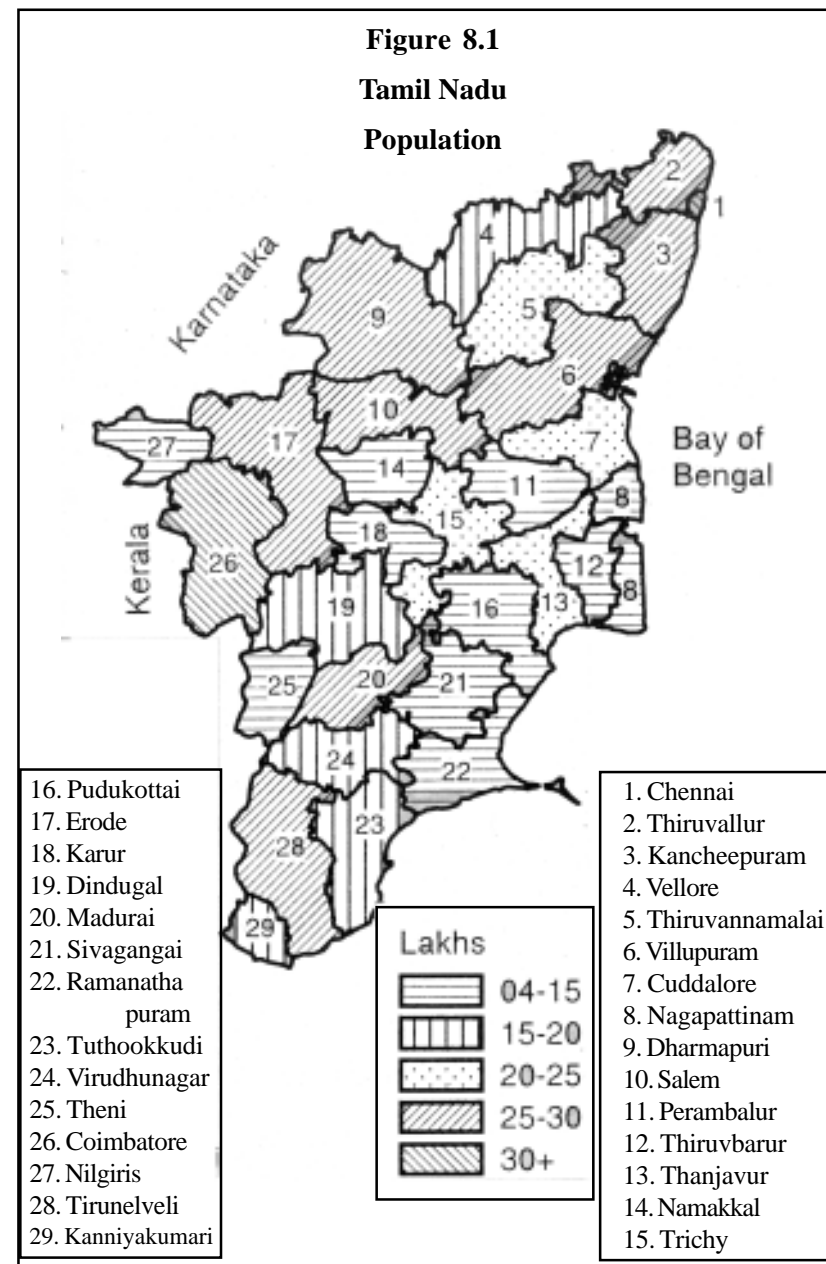 Figure 8.1
Tamil Nadu
Population
2
1
4
3
Karnataka
5
9
6
10
Bay of
Bengal
17
7
27
14
11
8
15
18
Kerala
26
12
16
13
8
19
25
20
21
24
22
23
28
29
16. Pudukottai
17. Erode
18. Karur
19. Dindugal
20. Madurai
21. Sivagangai
22. Ramanatha
puram
23. Tuthookkudi
24. Virudhunagar
25. Theni
26. Coimbatore
27. Nilgiris
28. Tirunelveli
29. Kanniyakumari
Lakhs
04-15
15-20
20-25
25-30
30+
1. Chennai
2. Thiruvallur
3. Kancheepuram
4. Vellore
5. Thiruvannamalai
6. Villupuram
7. Cuddalore
8. Nagapattinam
9. Dharmapuri
10. Salem
11. Perambalur
12. Thiruvbarur
13. Thanjavur
14. Namakkal
15. Trichy